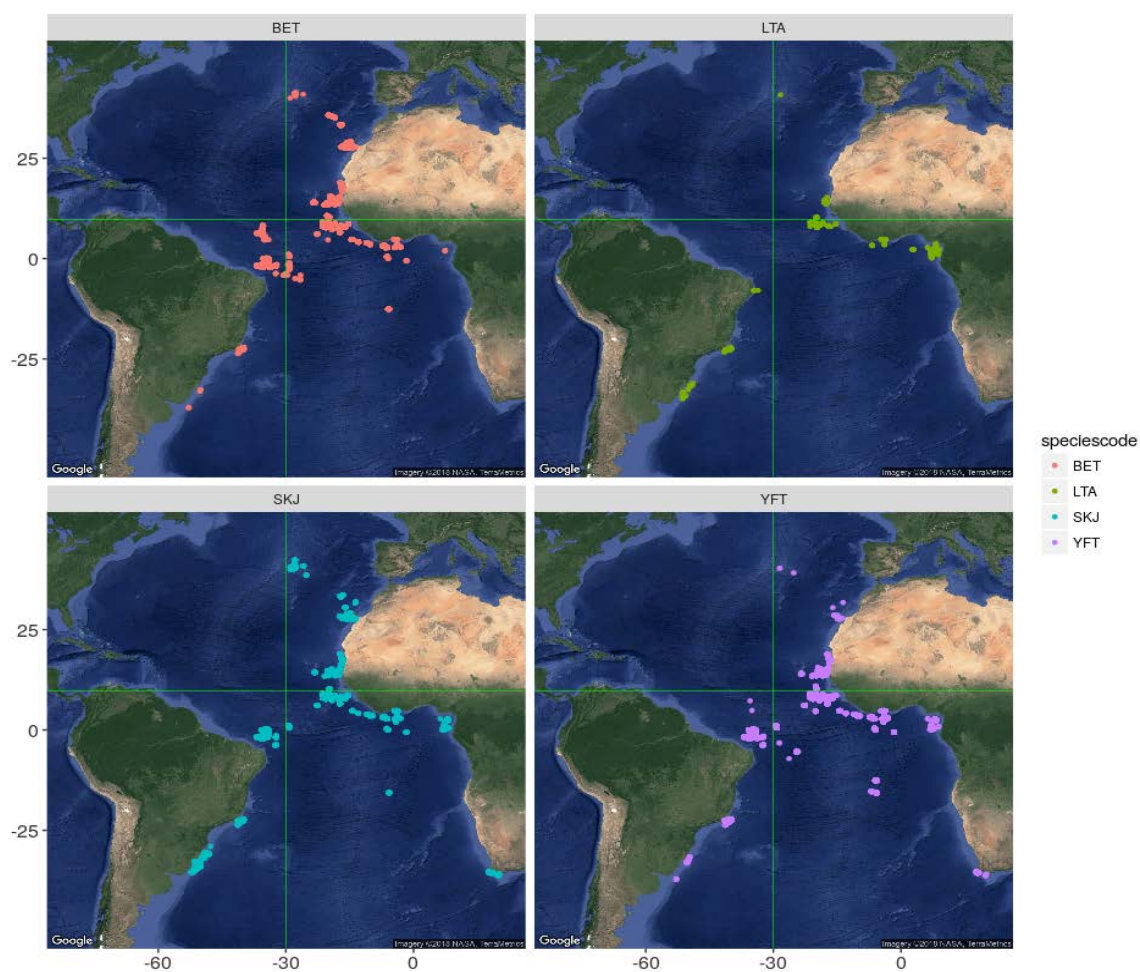 BET
LTA
25
0
-25
Google
Imagery ©2018 NASA, TerraMetrics
Google
Imagery ©2018 NASA, TerraMetrics
speciescode
BET
LTA
SKJ
YFT
SKJ
YFT
25
0
-25
Google
Imagery ©2018 NASA, TerraMetrics
Google
Imagery ©2018 NASA, TerraMetrics
-60
-30
0
-60
-30
0